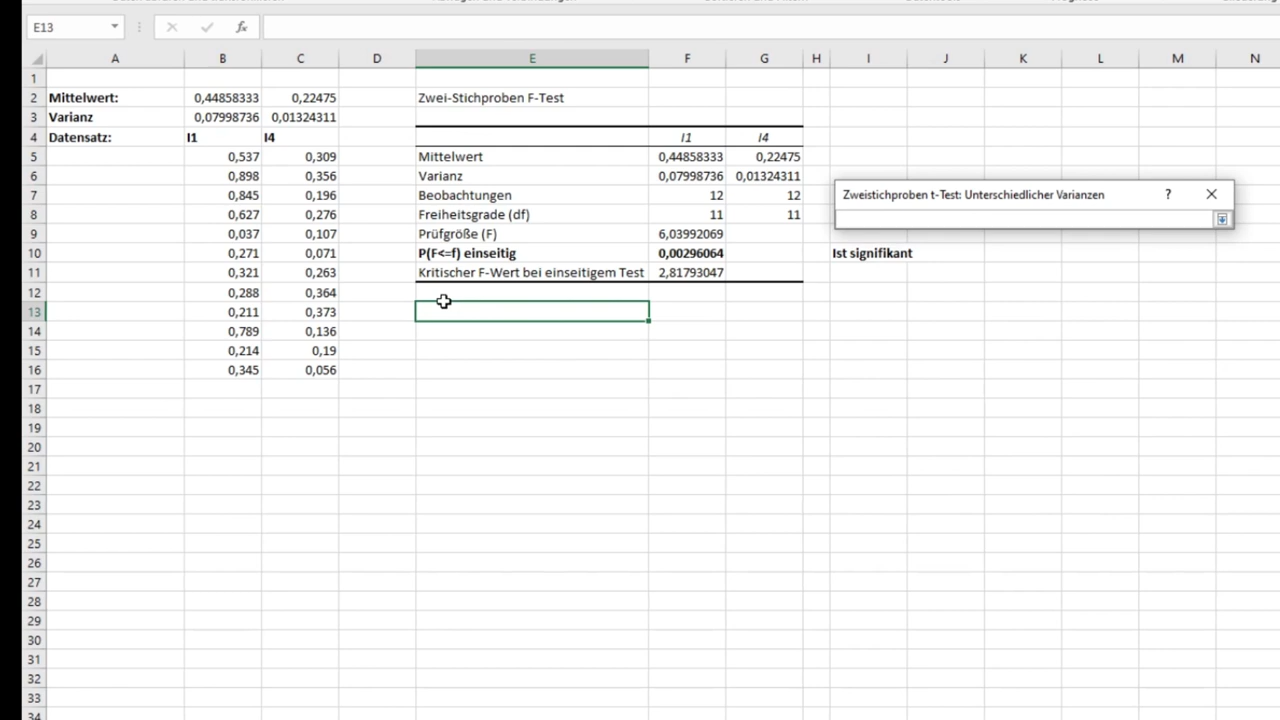 E13
fx
A B C D E F G H I J K L M N
1
2 Mittelwert: 0,44858333 0,22475 Zwei-Stichproben F-Test
3 Varianz 0,07998736 0,01324311
4 Datensatz: I1 I4 I1 I4
5 0,537 0,309 Mittelwert 0,44858333 0,22475
6 0,898 0,356 Varianz 0,07998736 0,01324311
7 0,845 0,196 Beobachtungen 12 12
Zweistichproben t-Test: Unterschiedlicher Varianzen ?
8 0,627 0,276 Freiheitsgrade (df) 11 11
9 0,037 0,107 Prüfgröße (F) 6,03992069
10 0,271 0,071 P(F<=f) einseitig 0,00296064 Ist signifikant
11 0,321 0,263 Kritischer F-Wert bei einseitigem Test 2,81793047
12 0,288 0,364
13 0,211 0,373
14 0,789 0,136
15 0,214 0,19
16 0,345 0,056
17
18
19
20
21
22
23
24
25
26
27
28
29
30
31
32
33
34